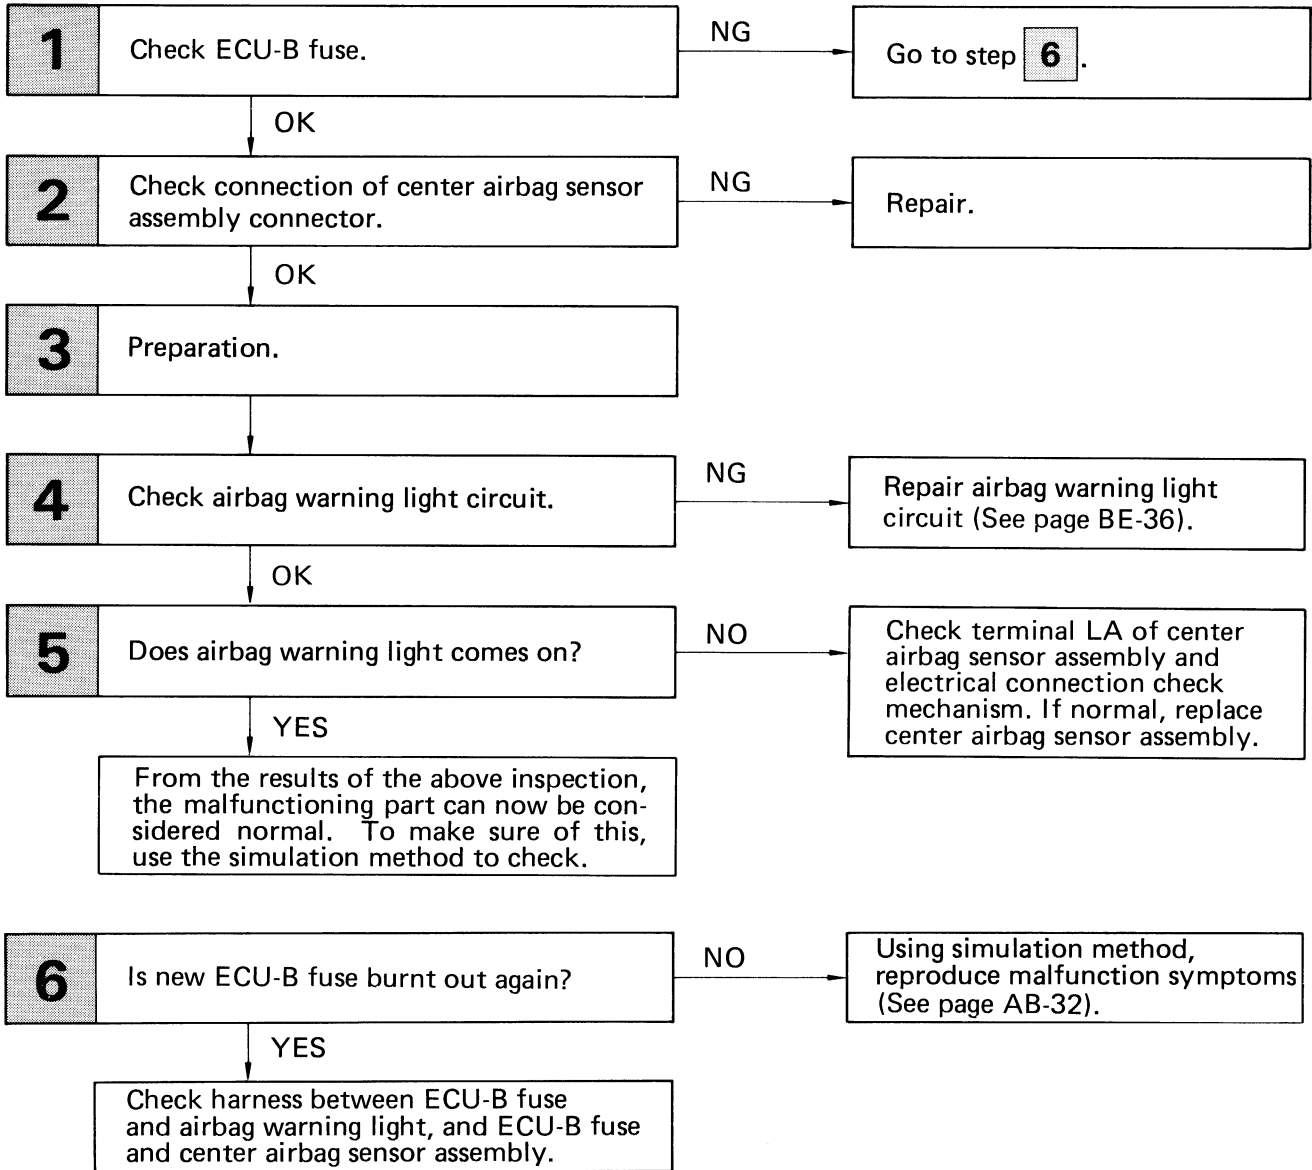 1
Check ECU-B fuse.
NG
Go to step 6.
OK
2
Check connection of center airbag sensor
assembly connector.
NG
Repair.
OK
3
Preparation.
4
Check airbag warning light circuit.
NG
Repair airbag warning light
circuit (See page BE-36).
OK
5
Does airbag warning light comes on?
NO
Check terminal LA of center
airbag sensor assembly and
electrical connection check
mechanism. If normal, replace
center airbag sensor assembly.
YES
From the results of the above inspection,
the malfunctioning part can now be con-
sidered normal. To make sure of this,
use the simulation method to check.
6
Is new ECU-B fuse burnt out again?
NO
Using simulation method,
reproduce malfunction symptoms
(See page AB-32).
YES
Check harness between ECU-B fuse
and airbag warning light, and ECU-B fuse
and center airbag sensor assembly.